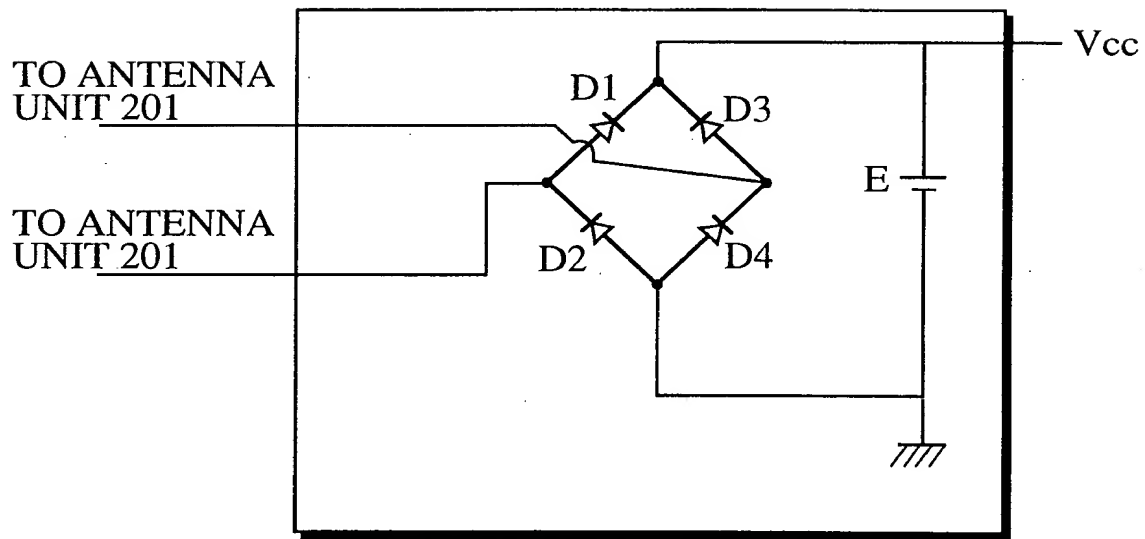 Vcc
TO ANTENNA
UNIT 201
D1
D3
E
TO ANTENNA
UNIT 201
D2
D4